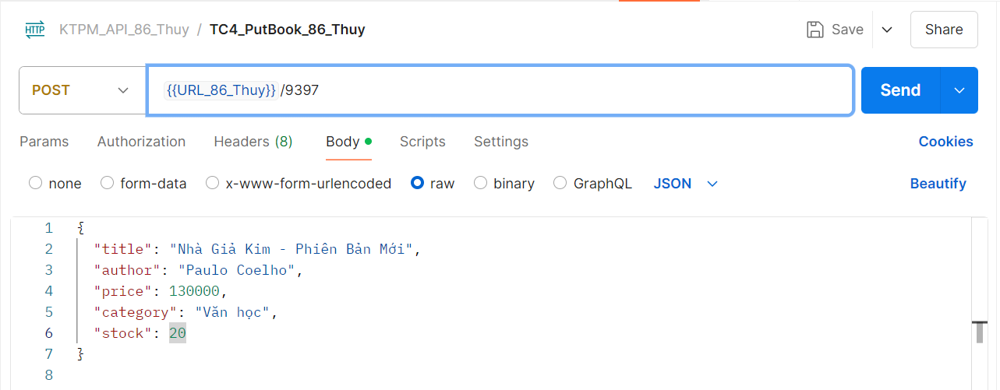 HTTP KTPM_API_86_Thuy / TC4_PutBook_86_Thuy Save Share
POST {{URL_86_Thuy}} /9397 Send
Params Authorization Headers (8) Body Scripts Settings Cookies
none form-data x-www-form-urlencoded raw binary GraphQL JSON Beautify
1 {
2 "title": "Nhà Giả Kim - Phiên Bản Mới",
3 "author": "Paulo Coelho",
4 "price": 130000,
5 "category": "Văn học",
6 "stock": 20
7 }
8